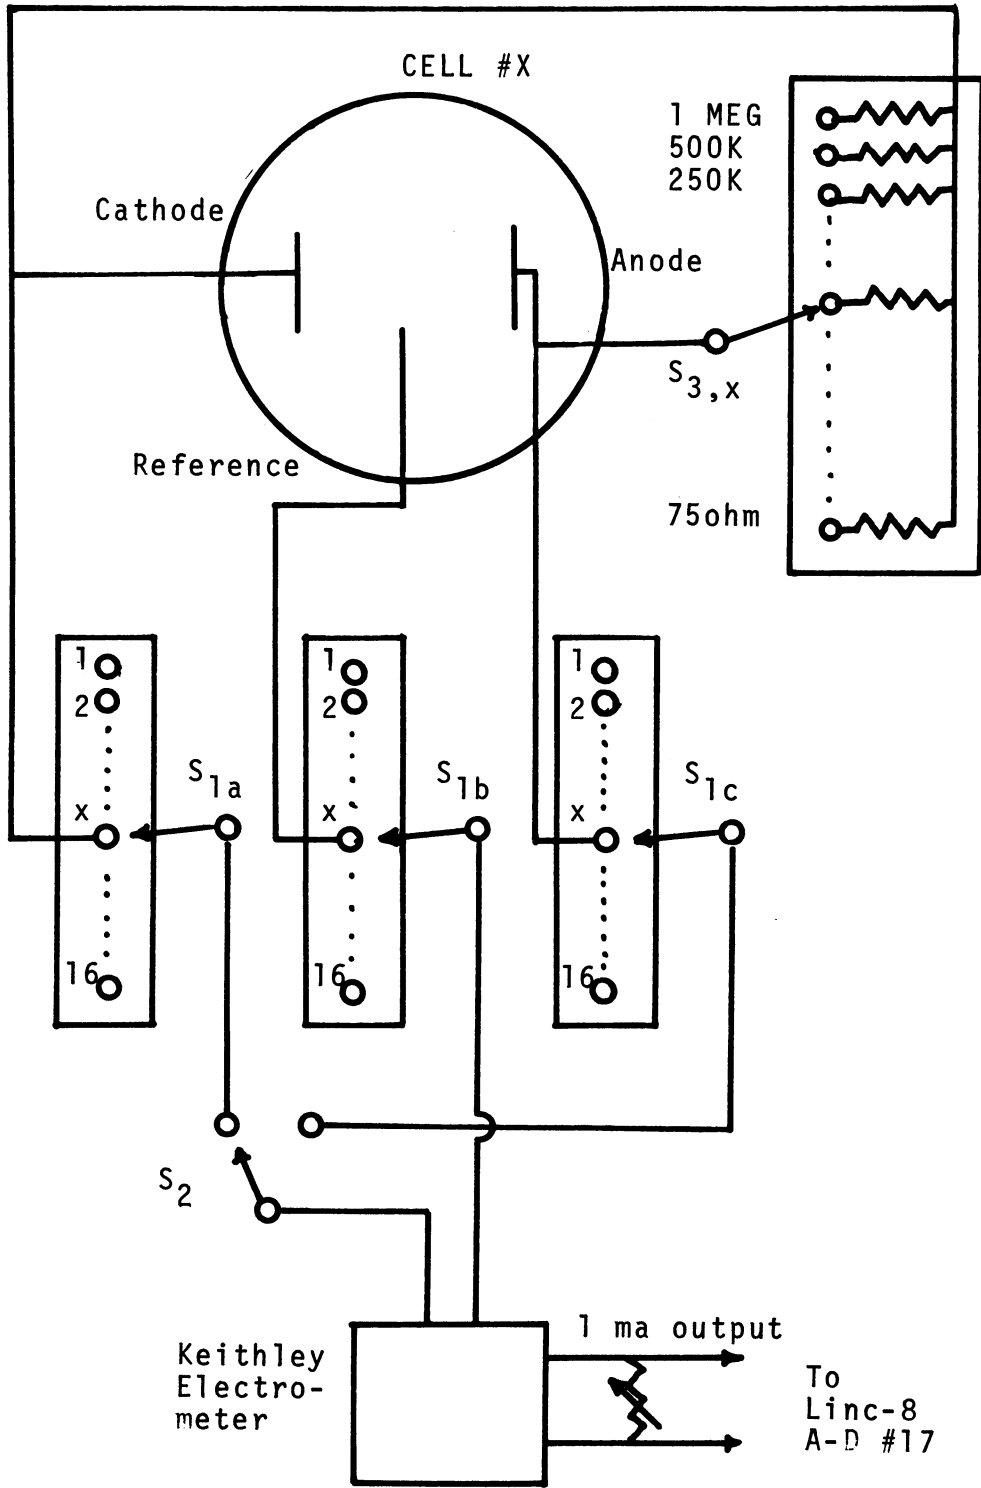 CELL #X
1 MEG
500K
250K
Cathode
Anode
S3,x
Reference
75ohm
1
2
x
16
S1a
1
2
x
16
S1b
1
2
x
16
S1c
S2
1 ma output
Keithley
Electro-
meter
To
Linc-8
A-D #17